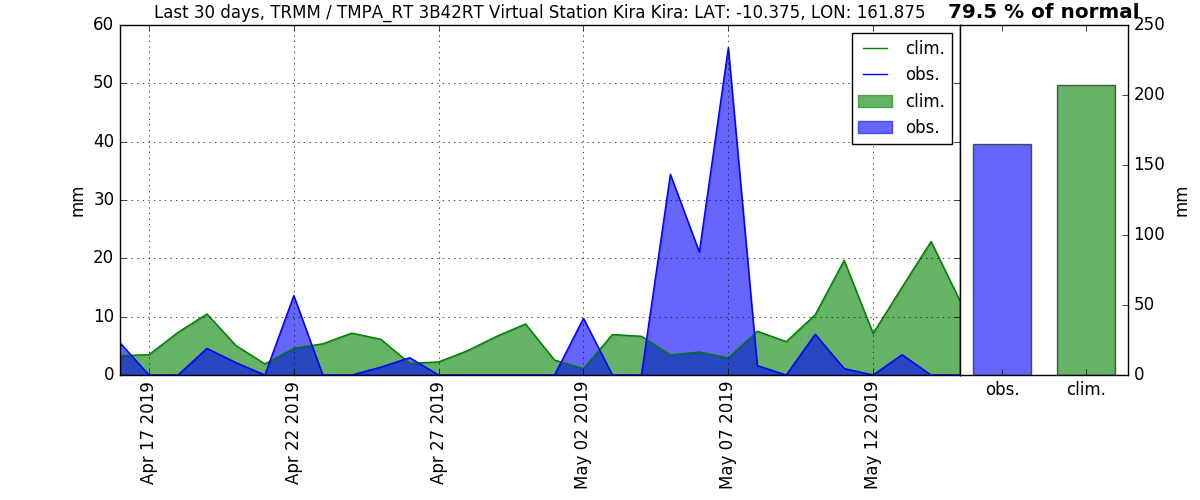 Last 30 days, TRMM / TMPA_RT 3B42RT Virtual Station Kira Kira: LAT: -10.375, LON: 161.875
79.5 % of normal
60
50
40
30
20
10
0
mm
clim.
obs.
clim.
obs.
250
200
150
100
50
0
mm
obs.
clim.
Apr 17 2019
Apr 22 2019
Apr 27 2019
May 02 2019
May 07 2019
May 12 2019